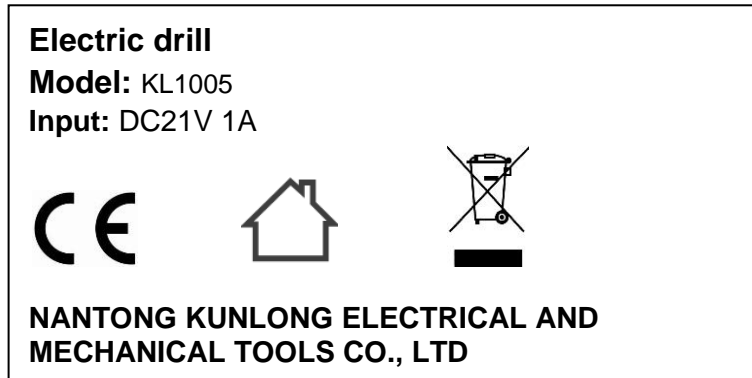 Electric drill
Model: KL1005
Input: DC21V 1A
CE
NANTONG KUNLONG ELECTRICAL AND
MECHANICAL TOOLS CO., LTD